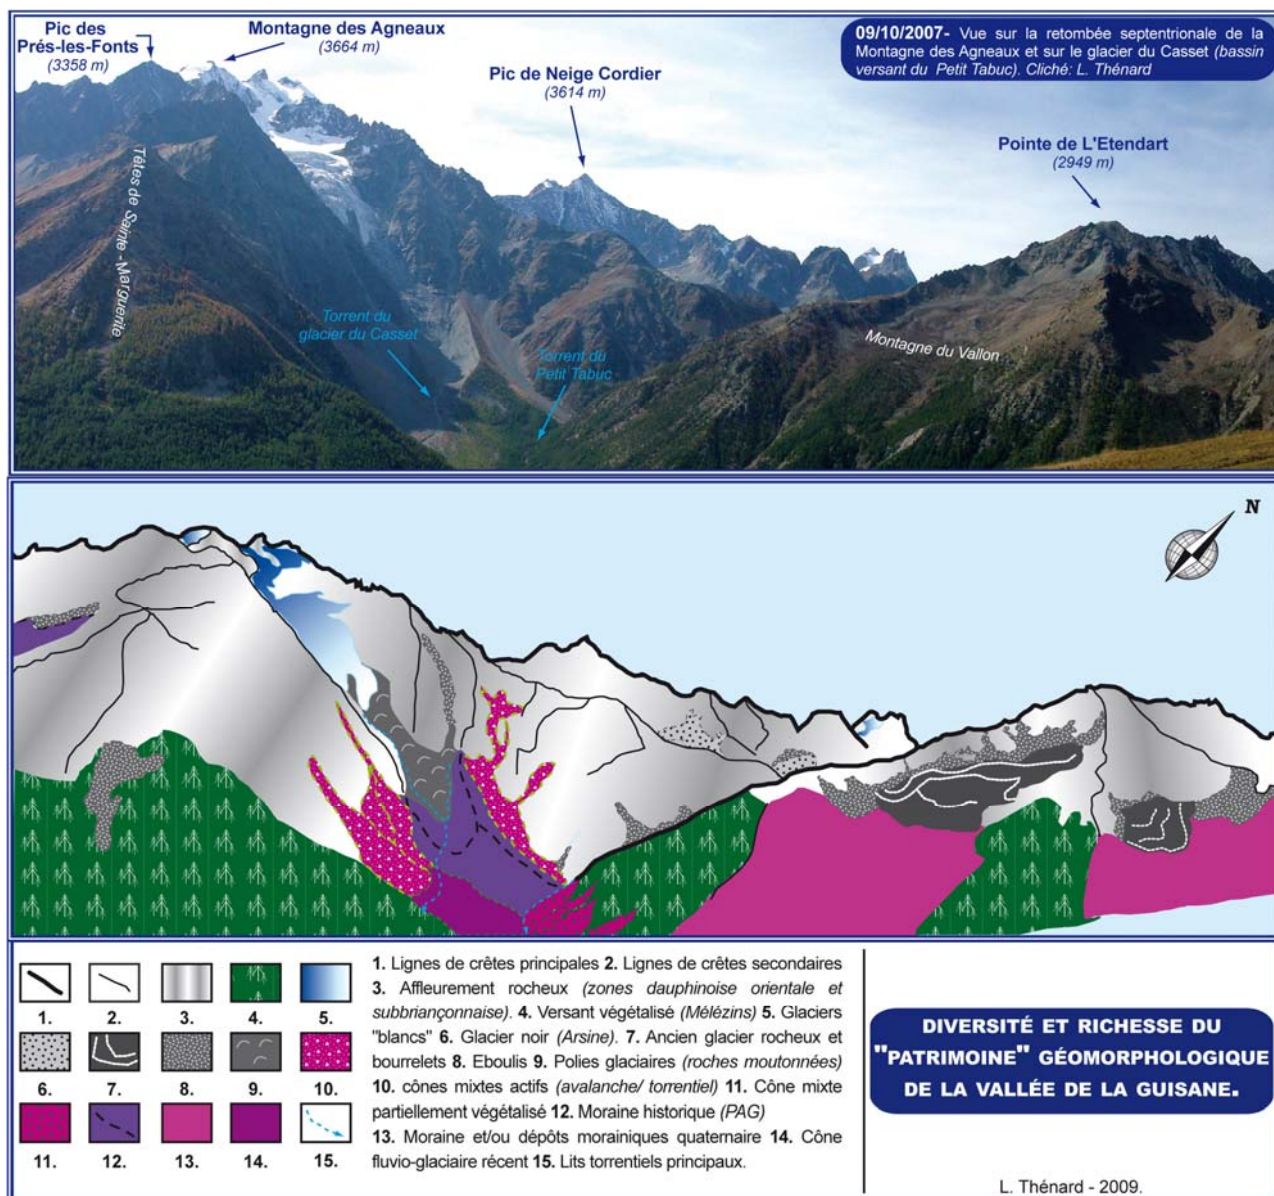 Pic des
Prés-les-Fonts
(3358 m)
Montagne des Agneaux
(3664 m)
Pic de Neige Cordier
(3614 m)
09/10/2007- Vue sur la retombée septentrionale de la
Montagne des Agneaux et sur le glacier du Casset (bassin
versant du Petit Tabuc). Cliché: L. Thénard
Pointe de L'Etendart
(2949 m)
Têtes de Sainte - Marguerite
Torrent du
glacier du Casset
Torrent du
Petit Tabuc
Montagne du Vallon
N
1. 2. 3. 4. 5.
6. 7. 8. 9. 10.
11. 12. 13. 14. 15.
1. Lignes de crêtes principales 2. Lignes de crêtes secondaires
3. Affleurement rocheux (zones dauphinoise orientale et
subbriançonnaise). 4. Versant végétalisé (Mélézins) 5. Glaciers
"blancs" 6. Glacier noir (Arsine). 7. Ancien glacier rocheux et
bourrelets 8. Eboulis 9. Polies glaciaires (roches moutonnées)
10. cônes mixtes actifs (avalanche/ torrentiel) 11. Cône mixte
partiellement végétalisé 12. Moraine historique (PAG)
13. Moraine et/ou dépôts morainiques quaternaire 14. Cône
fluvio-glaciaire récent 15. Lits torrentiels principaux.
DIVERSITÉ ET RICHESSE DU
"PATRIMOINE" GÉOMORPHOLOGIQUE
DE LA VALLÉE DE LA GUISANE.
L. Thénard - 2009.